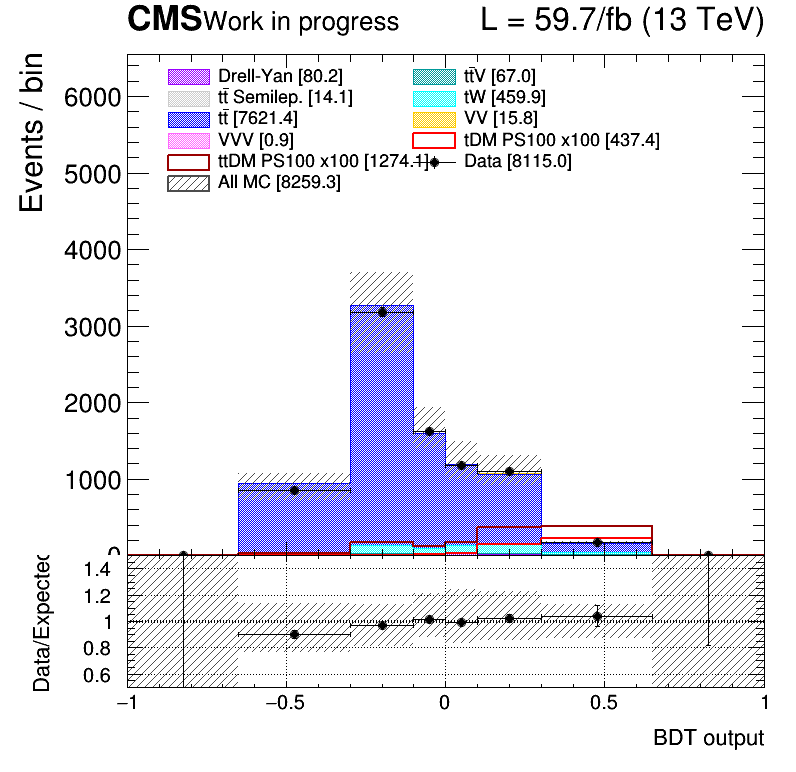 CMS Work in progress L = 59.7/fb (13 TeV)
Drell-Yan [80.2] tt̄V [67.0]
tt̄ Semilep. [14.1] tW [459.9]
tt̄ [7621.4] VV [15.8]
VVV [0.9] tDM PS100 x100 [437.4]
ttDM PS100 x100 [1274.1] Data [8115.0]
All MC [8259.3]
Events / bin
6000
5000
4000
3000
2000
1000
0
Data/Expected
1.4
1.2
1
0.8
0.6
−1 −0.5 0 0.5 1
BDT output